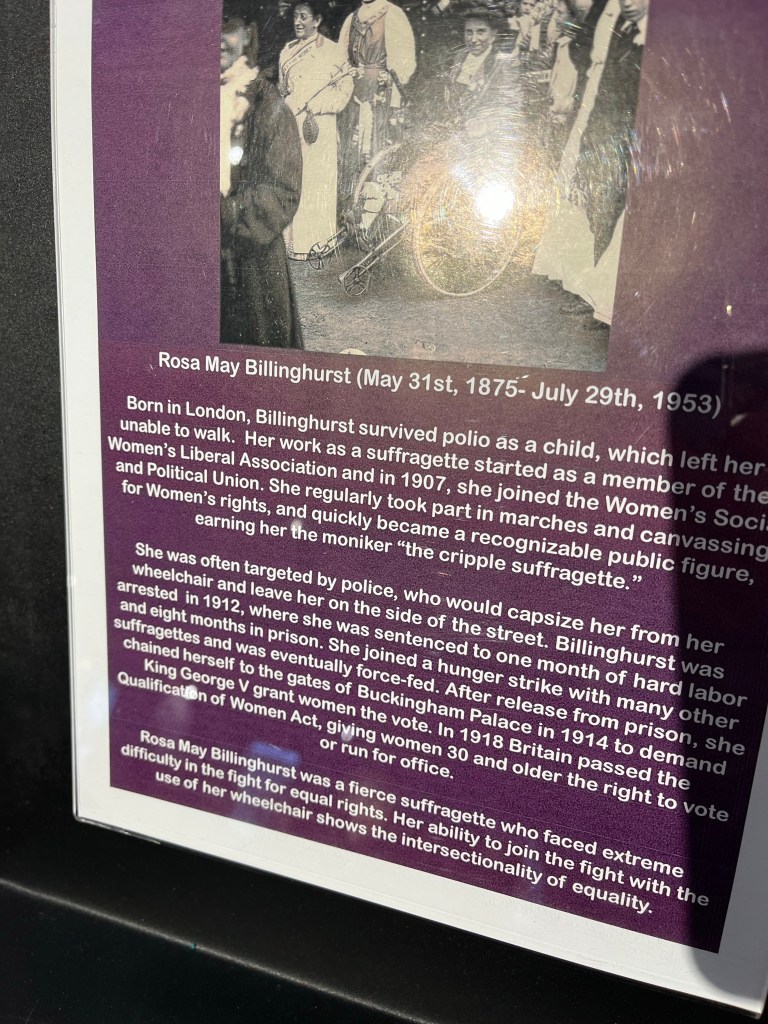 Rosa May Billinghurst (May 31st, 1875- July 29th, 1953)
Born in London, Billinghurst survived polio as a child, which left her
unable to walk. Her work as a suffragette started as a member of the
Women's Liberal Association and in 1907, she joined the Women's Soci
and Political Union. She regularly took part in marches and canvassing
for Women's rights, and quickly became a recognizable public figure,
earning her the moniker "the cripple suffragette."
She was often targeted by police, who would capsize her from her
wheelchair and leave her on the side of the street. Billinghurst was
arrested in 1912, where she was sentenced to one month of hard labor
and eight months in prison. She joined a hunger strike with many other
suffragettes and was eventually force-fed. After release from prison, she
chained herself to the gates of Buckingham Palace in 1914 to demand
King George V grant women the vote. In 1918 Britain passed the
Qualification of Women Act, giving women 30 and older the right to vote
or run for office.
Rosa May Billinghurst was a fierce suffragette who faced extreme
difficulty in the fight for equal rights. Her ability to join the fight with the
use of her wheelchair shows the intersectionality of equality.